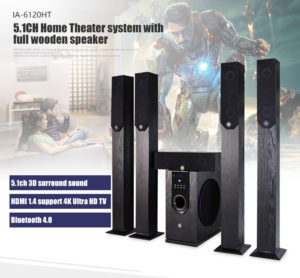 IA-6120HT
5.1CH Home Theater system with
full wooden speaker
5.1ch 3D surround sound
HDMI 1.4 support 4K Ultra HD TV
Bluetooth 4.0